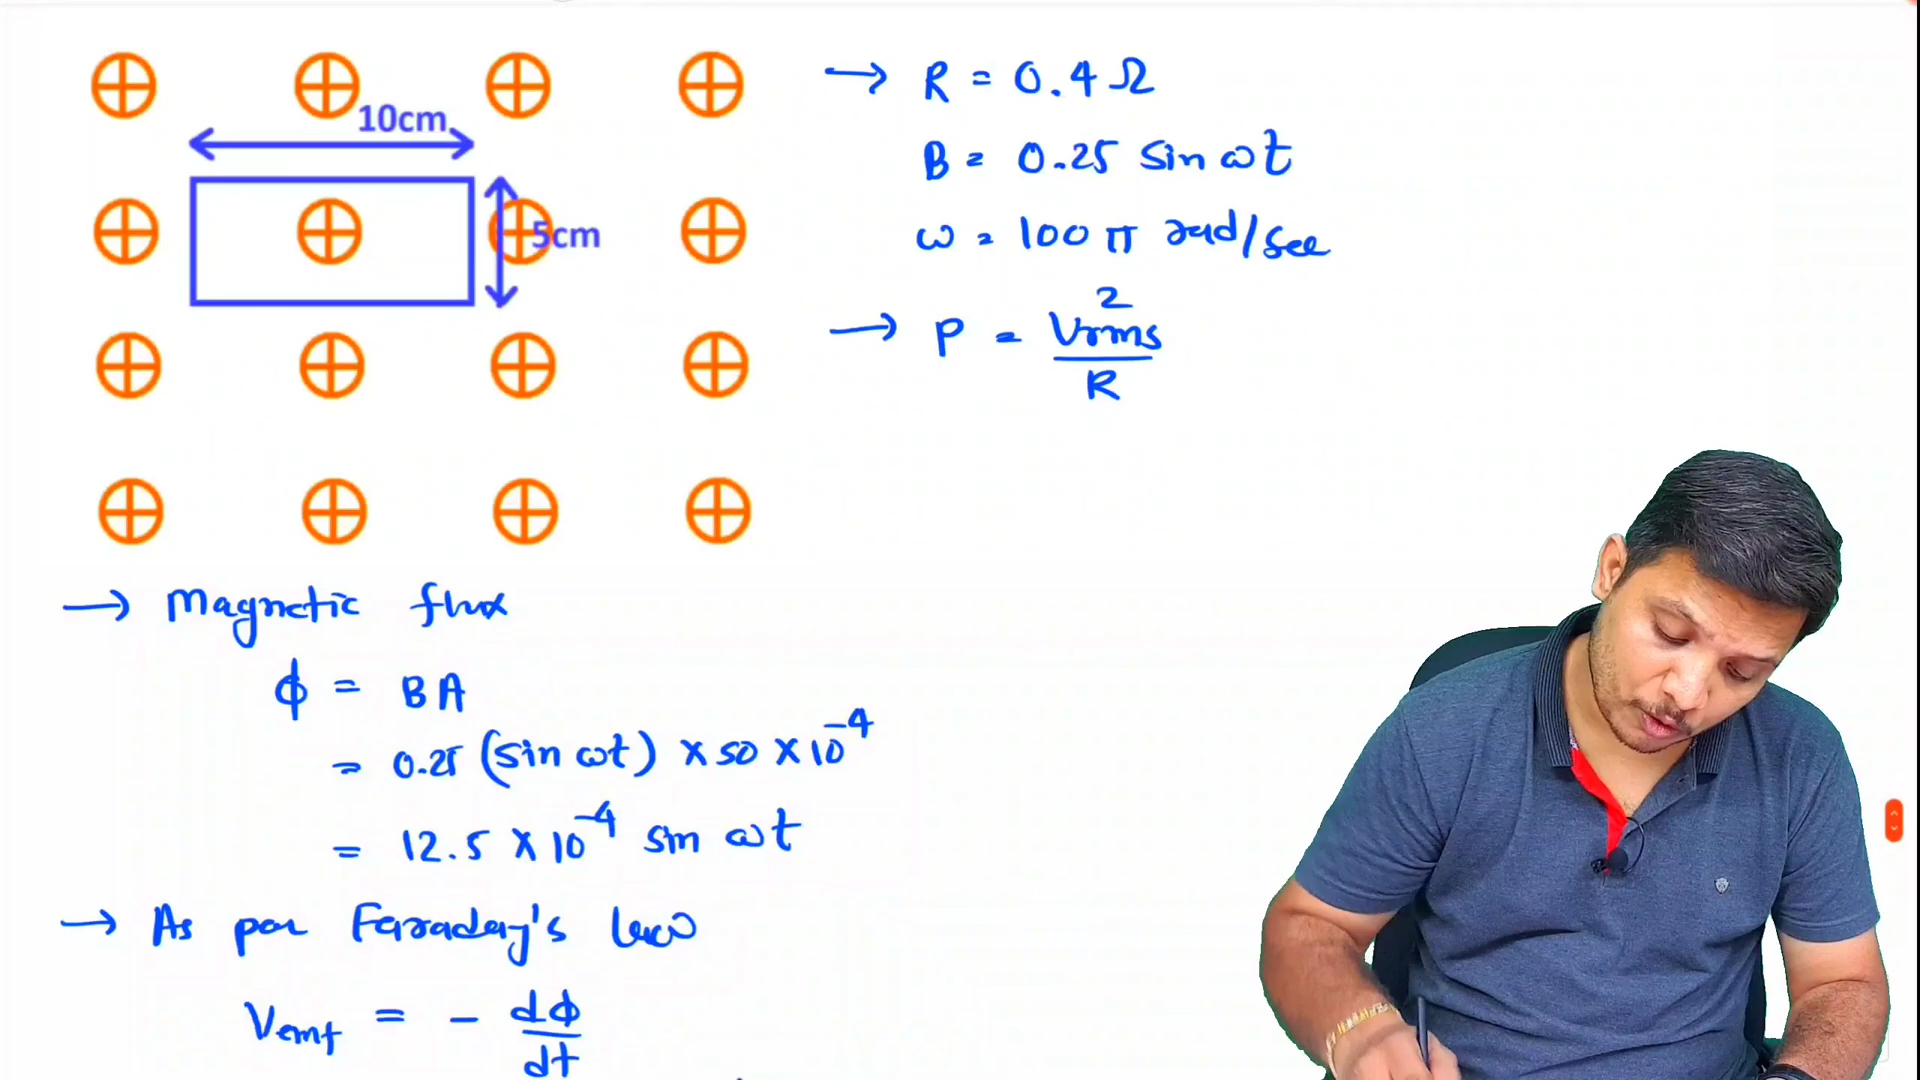 10cm
5cm
→ R = 0.4 Ω
B = 0.25 sin ωt
ω = 100 π rad/sec
→ P = Vrms² / R
→ Magnetic flux
ϕ = BA
= 0.25 (sin ωt) × 50 × 10⁻⁴
= 12.5 × 10⁻⁴ sin ωt
→ As par Faraday's law
Vemf = - dϕ/dt